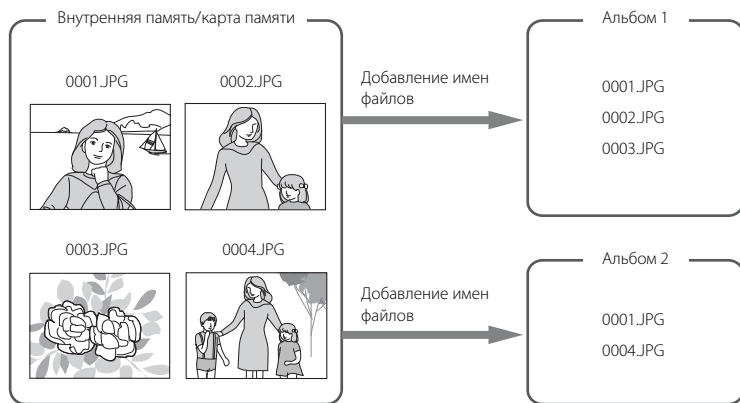 Внутренняя память/карта памяти
0001.JPG
0002.JPG
0003.JPG
0004.JPG
Добавление имен
файлов
Альбом 1
0001.JPG
0002.JPG
0003.JPG
Добавление имен
файлов
Альбом 2
0001.JPG
0004.JPG